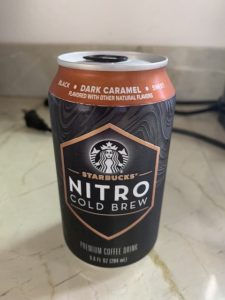 BLACK • DARK CARAMEL • SWEET
FLAVORED WITH OTHER NATURAL FLAVORS
STARBUCKS®
NITRO
COLD BREW
PREMIUM COFFEE DRINK
9.6 FL OZ (284 mL)